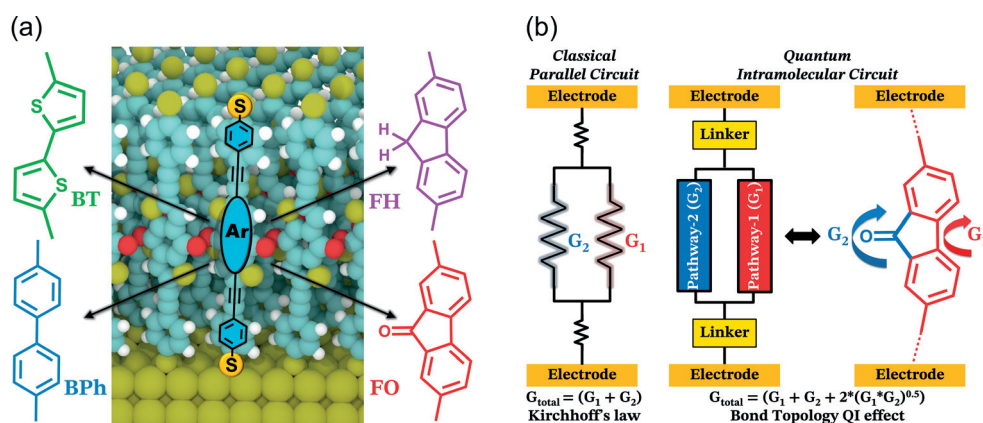 (a)
S
S
S
BT
Ar
H
H
FH
BPh
O
FO
S
(b)
Classical
Parallel Circuit
Quantum
Intramolecular Circuit
Electrode
Electrode
Electrode
Linker
G2
G1
Pathway-2 (G2)
Pathway-1 (G1)
G2
O
G
Linker
Electrode
Electrode
Electrode
Gtotal = (G1 + G2)
Kirchhoff's law
Gtotal = (G1 + G2 + 2*(G1*G2)^0.5)
Bond Topology QI effect